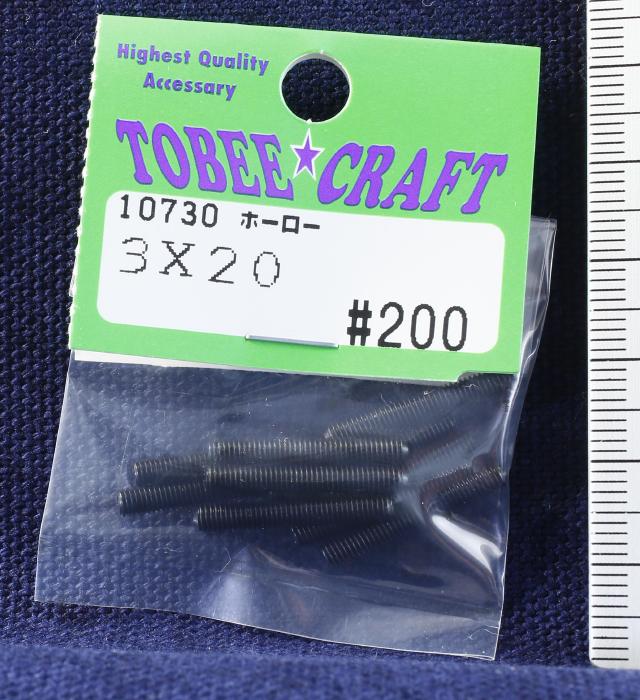 Highest Quality
Accessary
TOBEE★CRAFT
10730 ホーロー
3X20
#200